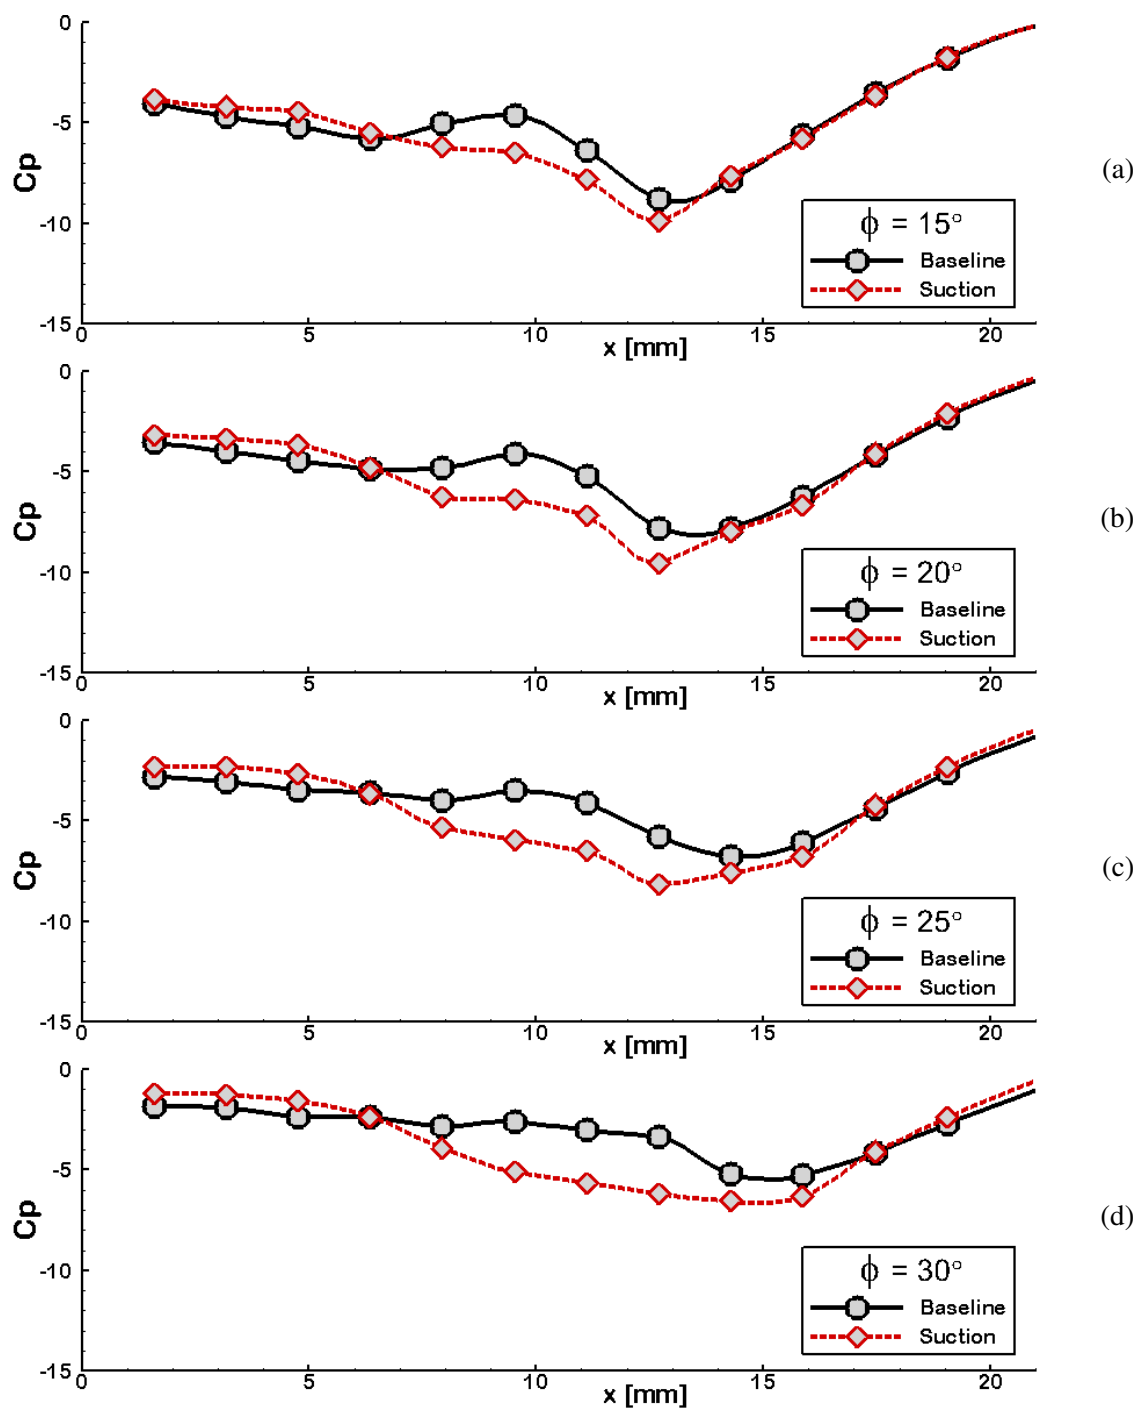 0
-5
-10
-15
Cp
0
5
10
15
20
x [mm]
ϕ = 15°
Baseline
Suction
(a)
0
-5
-10
-15
Cp
0
5
10
15
20
x [mm]
ϕ = 20°
Baseline
Suction
(b)
0
-5
-10
-15
Cp
0
5
10
15
20
x [mm]
ϕ = 25°
Baseline
Suction
(c)
0
-5
-10
-15
Cp
0
5
10
15
20
x [mm]
ϕ = 30°
Baseline
Suction
(d)